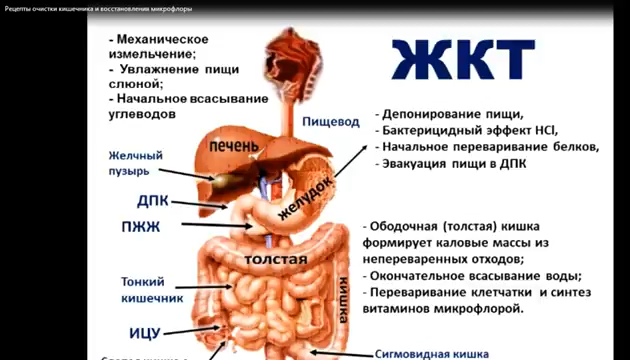 Рецепты очистки кишечника и восстановления микрофлоры
ЖКТ
- Механическое
измельчение;
- Увлажнение пищи
слюной;
- Начальное всасывание
углеводов
Пищевод
- Депонирование пищи,
- Бактерицидный эффект HCl,
- Начальное переваривание белков,
- Эвакуация пищи в ДПК
печень
Желчный
пузырь
желудок
ДПК
ПЖЖ
- Ободочная (толстая) кишка
формирует каловые массы из
непереваренных отходов;
- Окончательное всасывание воды;
- Переваривание клетчатки и синтез
витаминов микрофлорой.
толстая
кишка
Тонкий
кишечник
ИЦУ
Сигмовидная кишка